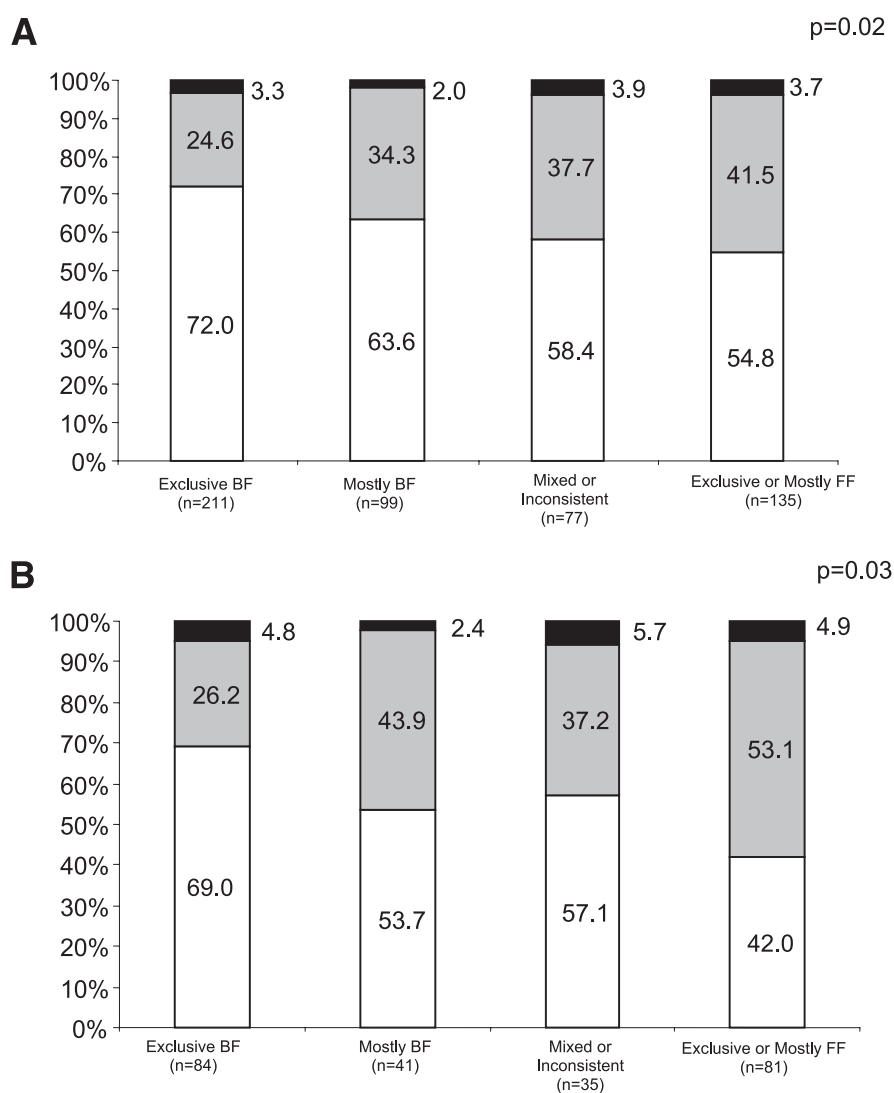 A
p=0.02
100%
90%
80%
70%
60%
50%
40%
30%
20%
10%
0%
3.3
2.0
3.9
3.7
24.6
34.3
37.7
41.5
72.0
63.6
58.4
54.8
Exclusive BF
(n=211)
Mostly BF
(n=99)
Mixed or
Inconsistent
(n=77)
Exclusive or Mostly FF
(n=135)
B
p=0.03
100%
90%
80%
70%
60%
50%
40%
30%
20%
10%
0%
4.8
2.4
5.7
4.9
26.2
43.9
37.2
53.1
69.0
53.7
57.1
42.0
Exclusive BF
(n=84)
Mostly BF
(n=41)
Mixed or
Inconsistent
(n=35)
Exclusive or Mostly FF
(n=81)